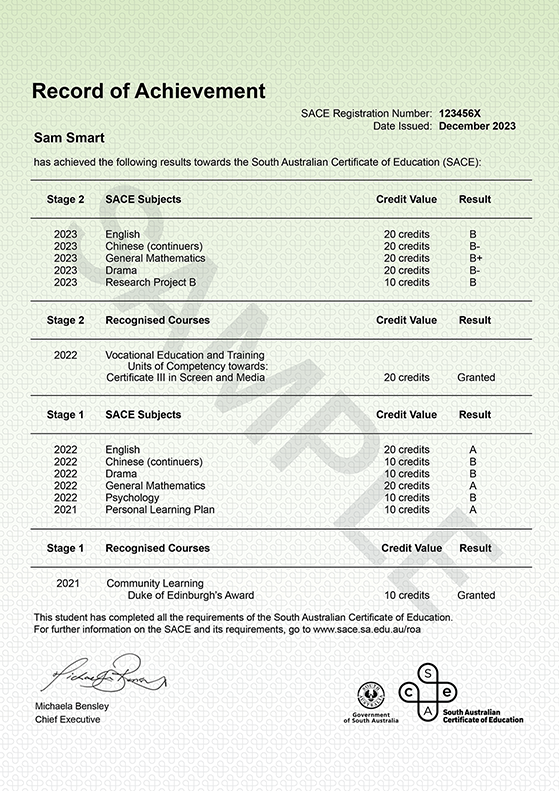 Record of Achievement
SACE Registration Number: 123456X
Date Issued: December 2023
Sam Smart
has achieved the following results towards the South Australian Certificate of Education (SACE):
Stage 2 SACE Subjects Credit Value Result
2023 English 20 credits B
2023 Chinese (continuers) 20 credits B-
2023 General Mathematics 20 credits B+
2023 Drama 20 credits B-
2023 Research Project B 10 credits B
Stage 2 Recognised Courses Credit Value Result
2022 Vocational Education and Training
Units of Competency towards:
Certificate III in Screen and Media 20 credits Granted
Stage 1 SACE Subjects Credit Value Result
2022 English 20 credits A
2022 Chinese (continuers) 10 credits B
2022 Drama 10 credits B
2022 General Mathematics 20 credits A
2022 Psychology 10 credits B
2021 Personal Learning Plan 10 credits A
Stage 1 Recognised Courses Credit Value Result
2021 Community Learning
Duke of Edinburgh's Award 10 credits Granted
This student has completed all the requirements of the South Australian Certificate of Education.
For further information on the SACE and its requirements, go to www.sace.sa.edu.au/roa
Michaela Bensley
Chief Executive
Government
of South Australia
S
C e
A
South Australian
Certificate of Education
SAMPLE